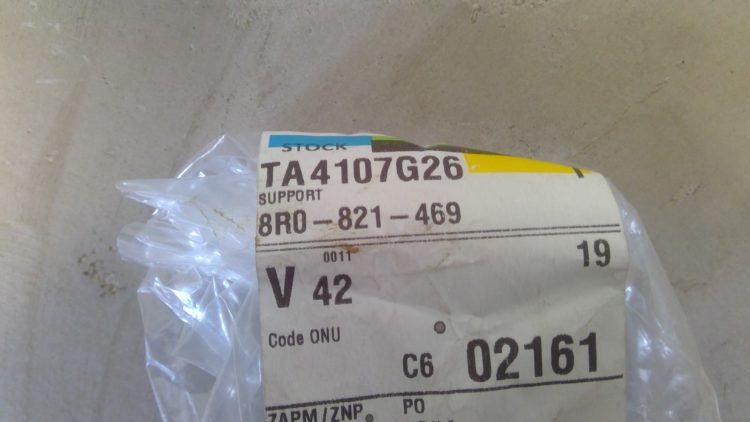 STOCK
TA4107G26
SUPPORT
8R0-821-469
0011
19
V 42
Code ONU
C6 02161
ZAPM/ZNP. PO